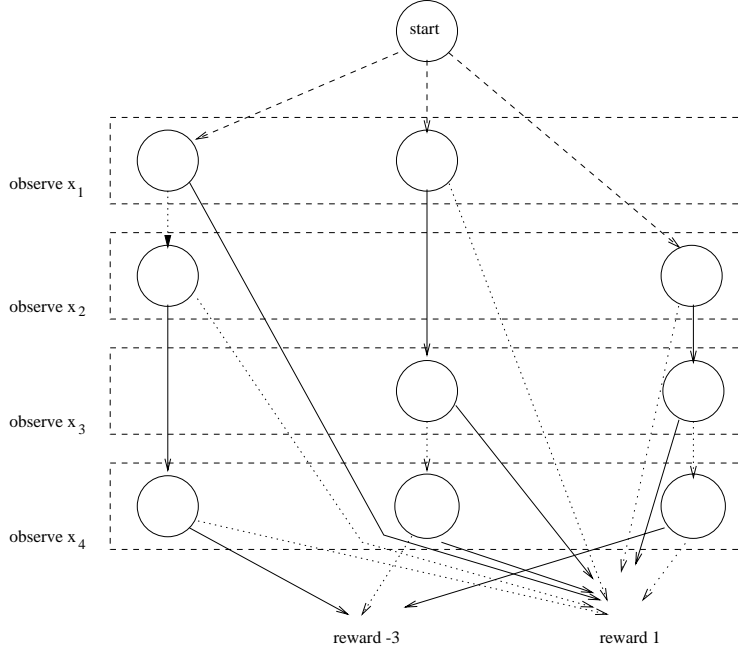 start
observe x1
observe x2
observe x3
observe x4
reward -3 reward 1